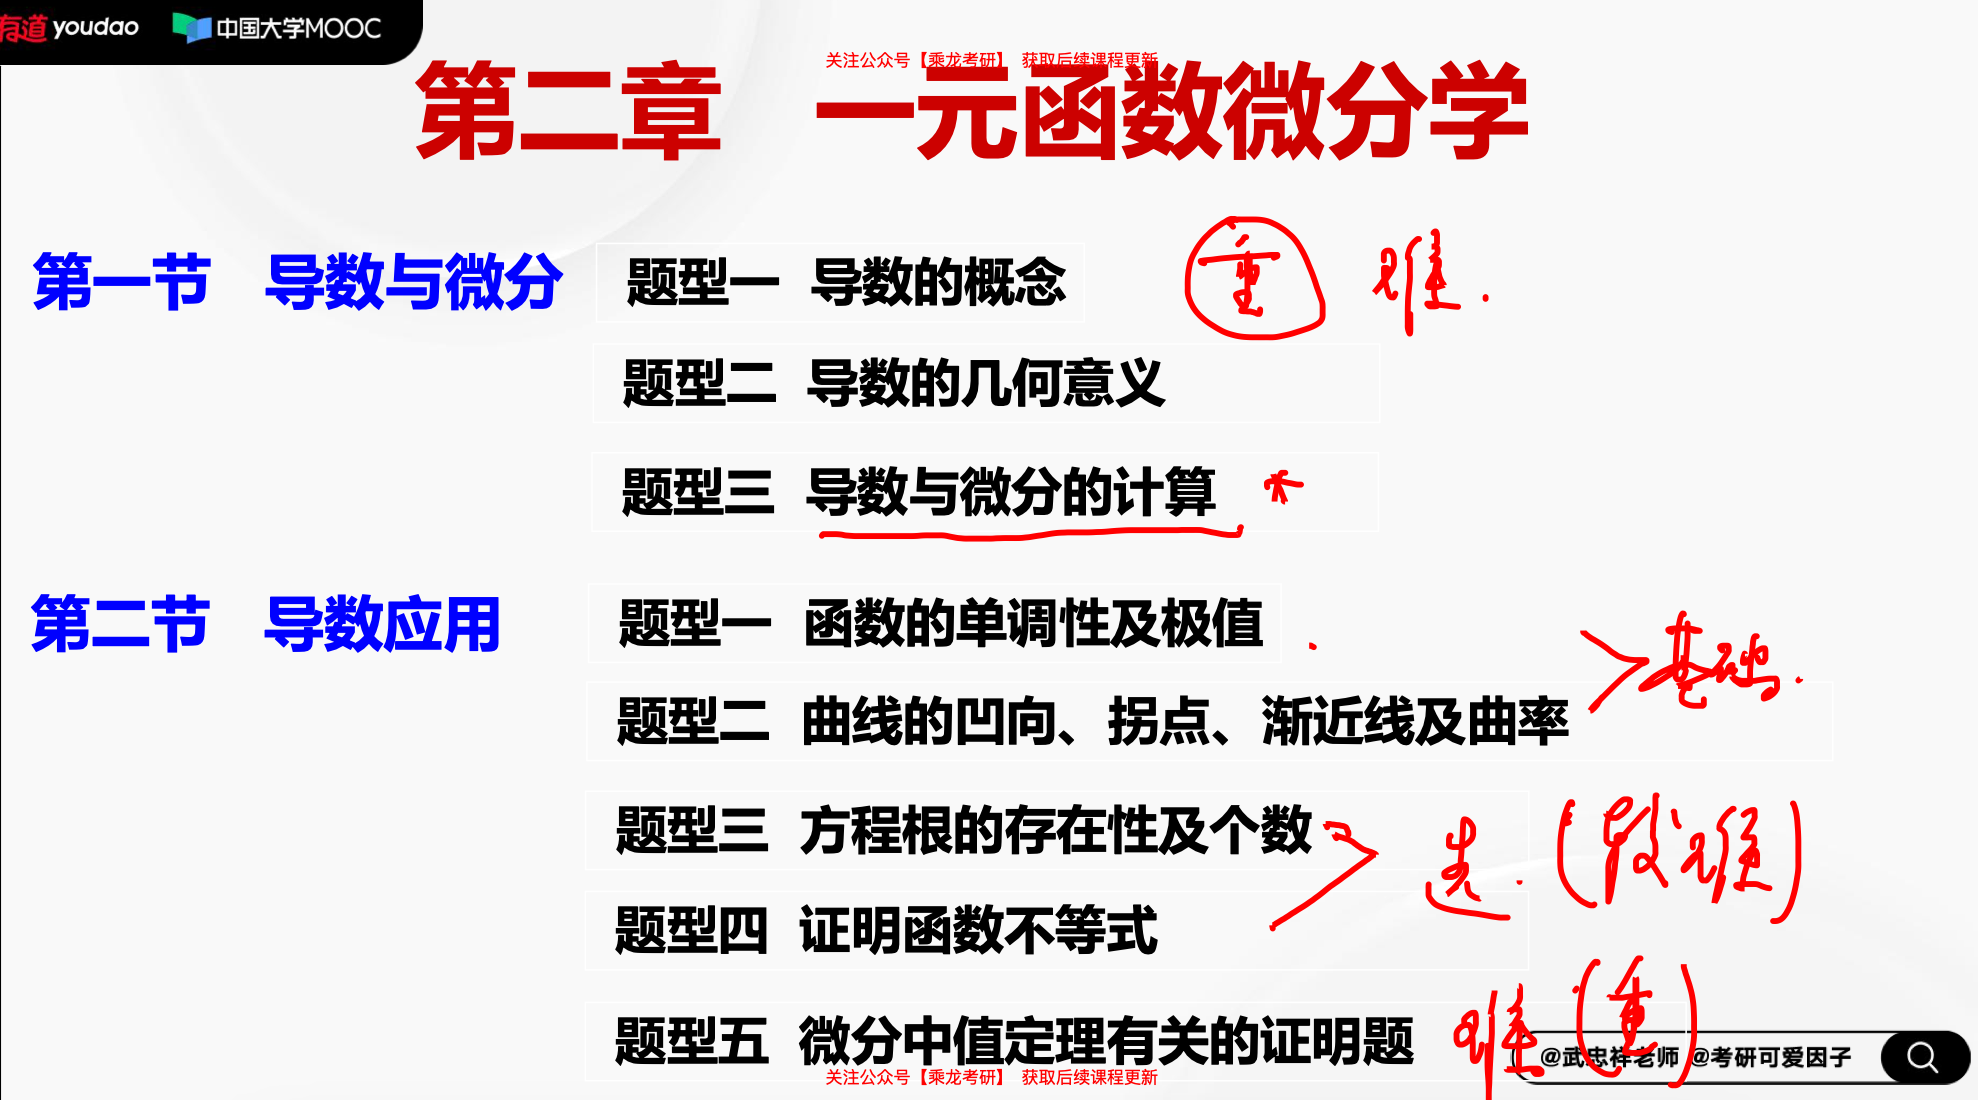 有道 youdao 中国大学MOOC
关注公众号【乘龙考研】 获取后续课程更新
第二章 一元函数微分学
第一节 导数与微分 题型一 导数的概念 重 难.
题型二 导数的几何意义
题型三 导数与微分的计算
第二节 导数应用 题型一 函数的单调性及极值
基础.
题型二 曲线的凹向、拐点、渐近线及曲率
题型三 方程根的存在性及个数
题型四 证明函数不等式
题型五 微分中值定理有关的证明题 难 (重)
@武忠祥老师 @考研可爱因子
关注公众号【乘龙考研】 获取后续课程更新